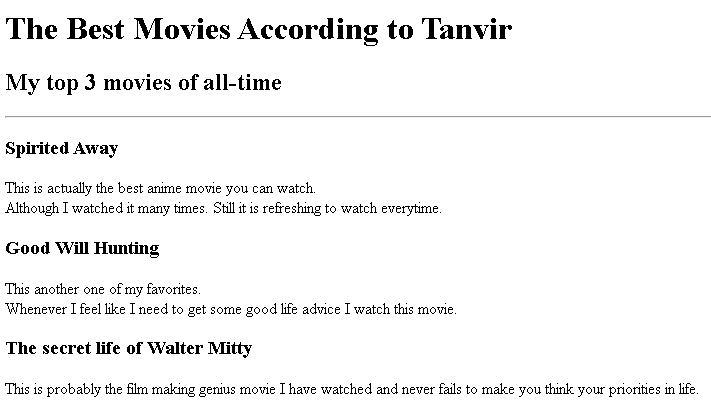 The Best Movies According to Tanvir
My top 3 movies of all-time
Spirited Away
This is actually the best anime movie you can watch.
Although I watched it many times. Still it is refreshing to watch everytime.
Good Will Hunting
This another one of my favorites.
Whenever I feel like I need to get some good life advice I watch this movie.
The secret life of Walter Mitty
This is probably the film making genius movie I have watched and never fails to make you think your priorities in life.